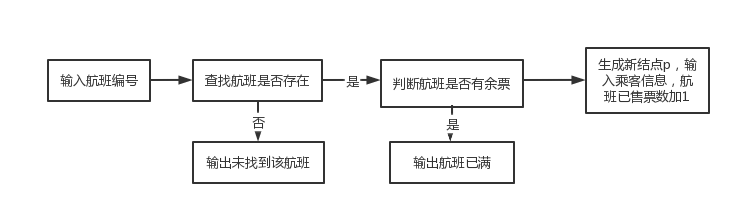 输入航班编号
查找航班是否存在
是
判断航班是否有余票
生成新结点p，输
入乘客信息，航
班已售票数加1
否
是
输出未找到该航班
输出航班已满